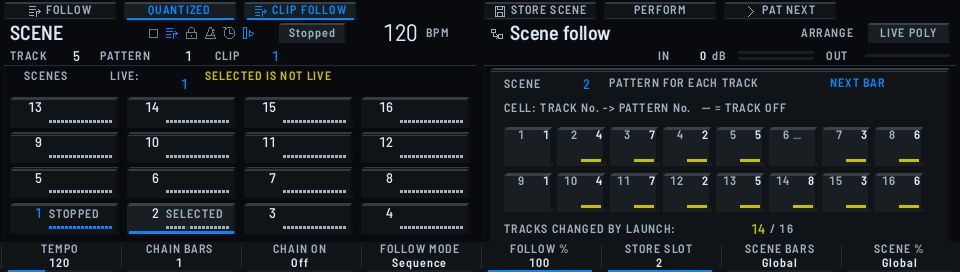 FOLLOW QUANTIZED CLIP FOLLOW STORE SCENE PERFORM PAT NEXT
SCENE Stopped 120 BPM Scene follow ARRANGE LIVE POLY
TRACK 5 PATTERN 1 CLIP 1 IN 0 dB OUT
SCENES LIVE: 1 SELECTED IS NOT LIVE
13 14 15 16
9 10 11 12
5 6 7 8
1 STOPPED 2 SELECTED 3 4
SCENE 2 PATTERN FOR EACH TRACK NEXT BAR
CELL: TRACK No. -> PATTERN No. -- = TRACK OFF
1 1 2 4 3 7 4 2 5 5 6 -- 7 3 8 6
9 1 10 4 11 7 12 2 13 5 14 8 15 3 16 6
TRACKS CHANGED BY LAUNCH: 14 / 16
TEMPO CHAIN BARS CHAIN ON FOLLOW MODE FOLLOW % STORE SLOT SCENE BARS SCENE %
120 1 Off Sequence 100 2 Global Global